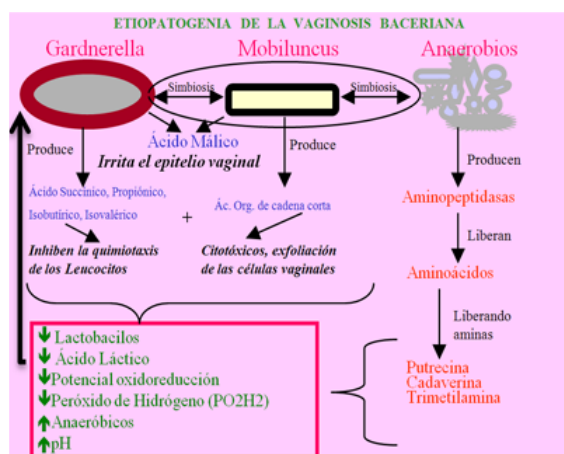 ETIOPATOGENIA DE LA VAGINOSIS BACERIANA
Gardnerella
Mobiluncus
Anaerobios
Simbiosis
Simbiosis
Ácido Málico
Irrita el epitelio vaginal
Produce
Produce
Producen
Ácido Succínico, Propiónico,
Isobutírico, Isovalérico
+
Ác. Org. de cadena corta
Aminopeptidasas
Inhiben la quimiotaxis
de los Leucocitos
Citotóxicos, exfoliación
de las células vaginales
Liberan
Aminoácidos
Liberando
aminas
Lactobacilos
Ácido Láctico
Potencial oxidoreducción
Peróxido de Hidrógeno (PO2H2)
Anaeróbicos
pH
Putrecina
Cadaverina
Trimetilamina